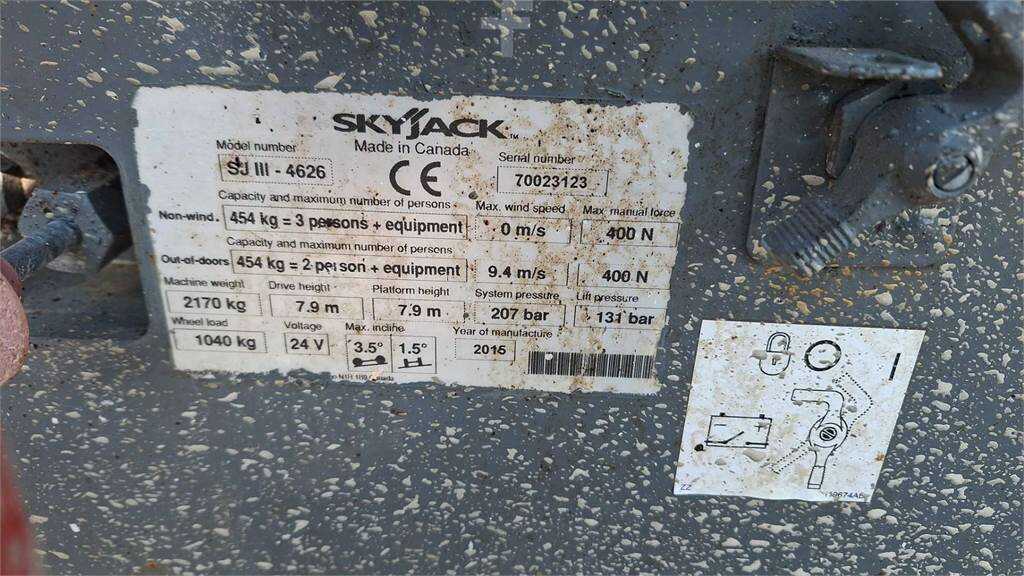 SKYJACK™
Made in Canada
CE
Model number
SJ III - 4626
Serial number
70023123
Capacity and maximum number of persons
Max. wind speed
Max. manual force
Non-wind.
454 kg = 3 persons + equipment
0 m/s
400 N
Capacity and maximum number of persons
Out-of-doors
454 kg = 2 person + equipment
9.4 m/s
400 N
Machine weight
Drive height
Platform height
System pressure
Lift pressure
2170 kg
7.9 m
7.9 m
207 bar
131 bar
Wheel load
Voltage
Max. incline
Year of manufacture
1040 kg
24 V
3.5°
1.5°
2015